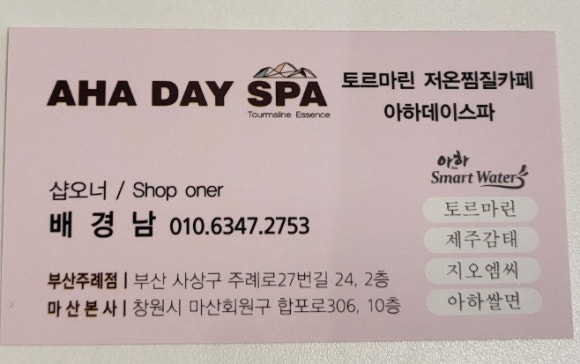 AHA DAY SPA
Tourmaline Essence
토르마린 저온찜질카페
아하데이스파
아하
Smart Water
샵오너 / Shop oner
배 경 남 010.6347.2753
토르마린
제주감태
지오엠씨
아하쌀면
부산주례점 | 부산 사상구 주례로27번길 24, 2층
마산본사 | 창원시 마산회원구 합포로306, 10층